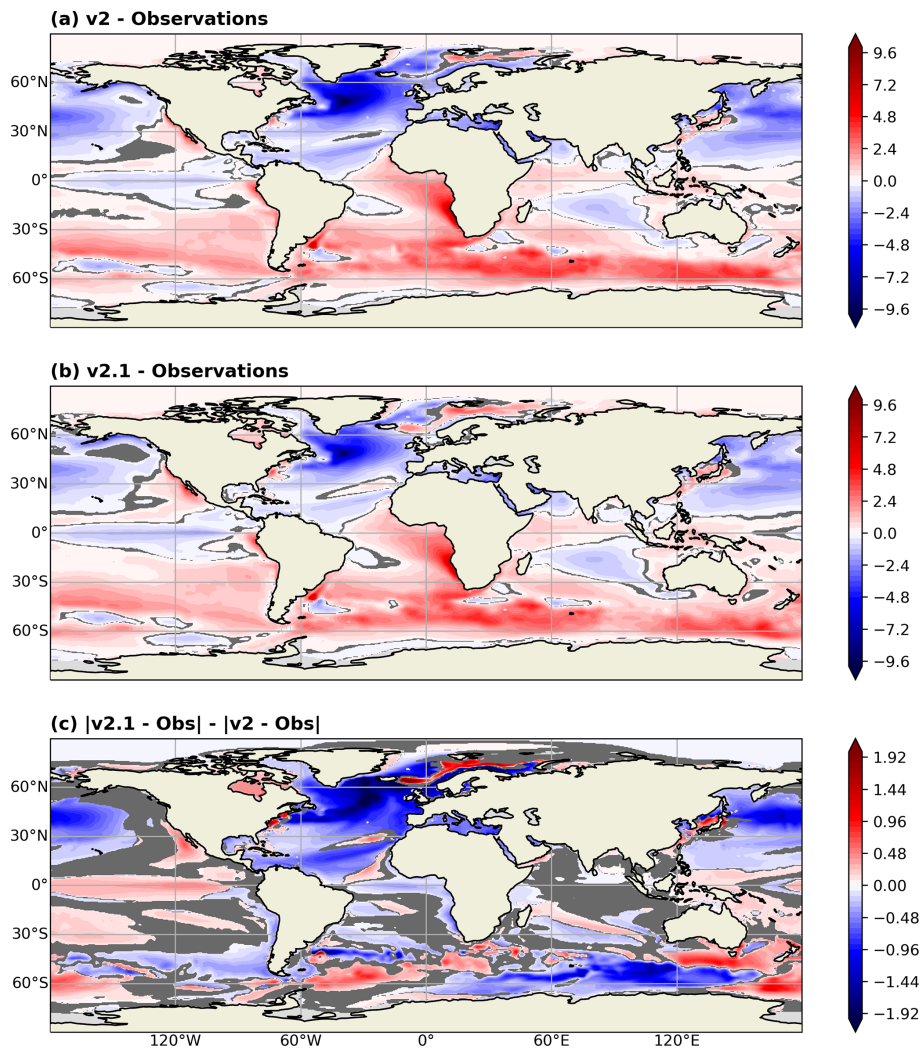 (a) v2 - Observations
60°N
30°N
0°
30°S
60°S
9.6
7.2
4.8
2.4
0.0
−2.4
−4.8
−7.2
−9.6
(b) v2.1 - Observations
60°N
30°N
0°
30°S
60°S
9.6
7.2
4.8
2.4
0.0
−2.4
−4.8
−7.2
−9.6
(c) |v2.1 - Obs| - |v2 - Obs|
60°N
30°N
0°
30°S
60°S
120°W
60°W
0°
60°E
120°E
1.92
1.44
0.96
0.48
0.00
−0.48
−0.96
−1.44
−1.92